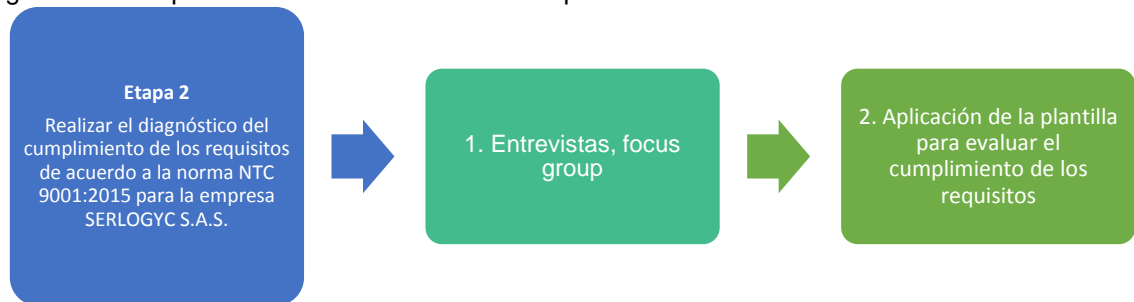 Etapa 2
Realizar el diagnóstico del
cumplimiento de los requisitos
de acuerdo a la norma NTC
9001:2015 para la empresa
SERLOGYC S.A.S.
1. Entrevistas, focus
group
2. Aplicación de la plantilla
para evaluar el
cumplimiento de los
requisitos